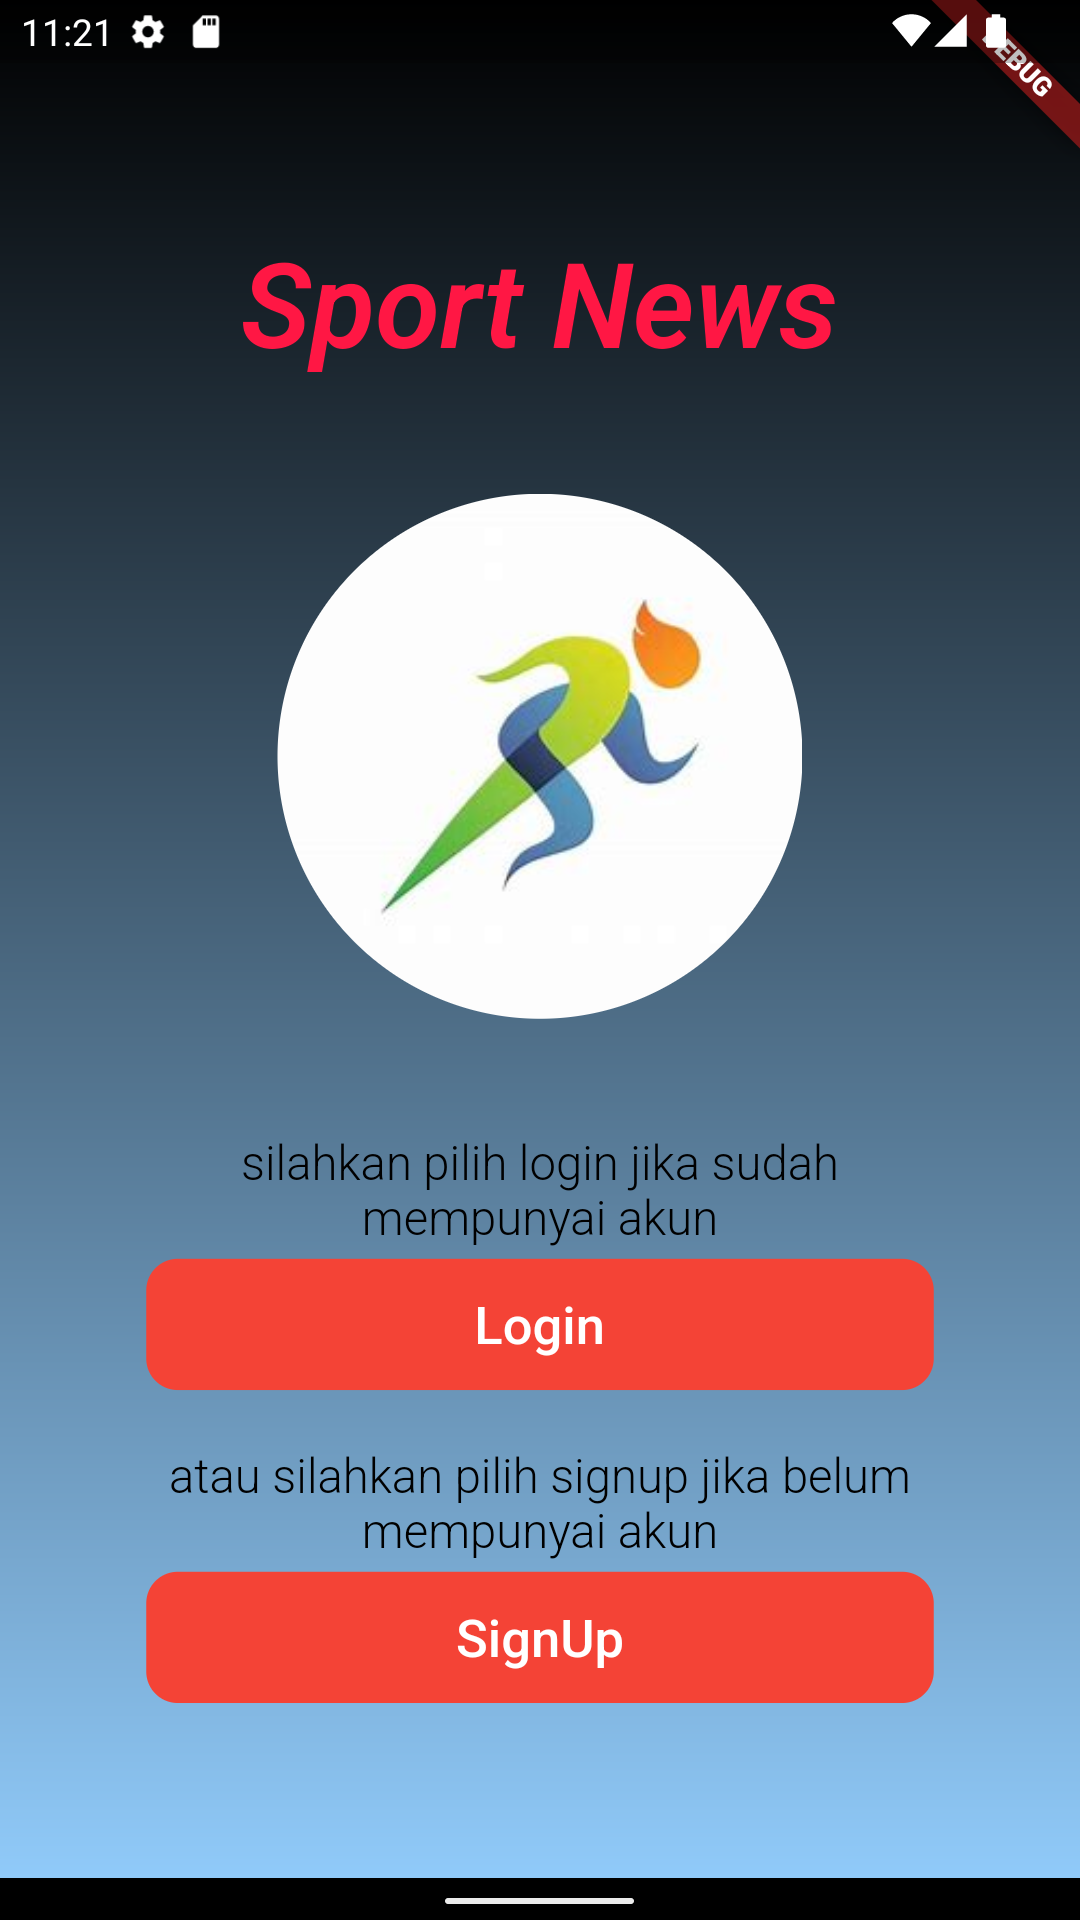 11:21
DEBUG
Sport News
silahkan pilih login jika sudah
mempunyai akun
Login
atau silahkan pilih signup jika belum
mempunyai akun
SignUp